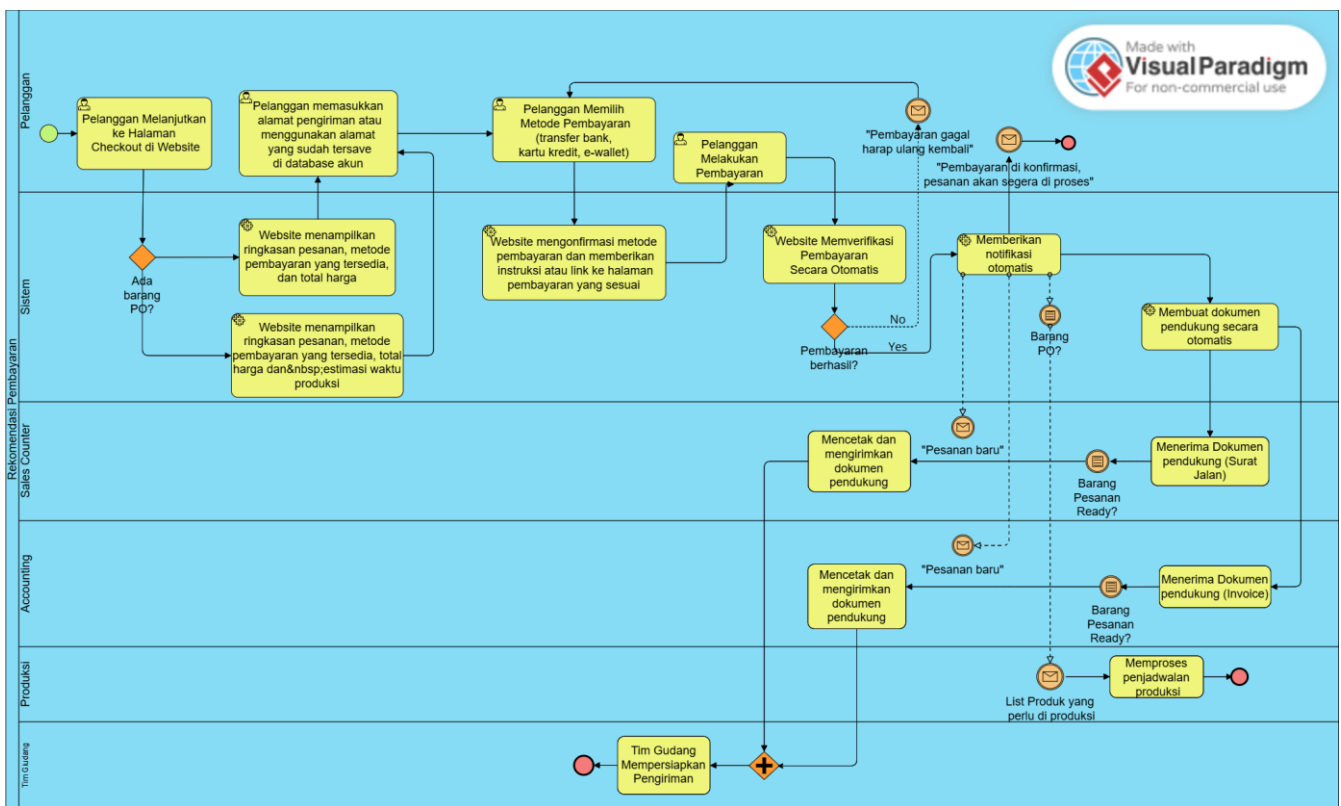 Made with
Visual Paradigm
For non-commercial use
Rekomendasi Pembayaran
Pelanggan
Pelanggan Melanjutkan
ke Halaman
Checkout di Website
Pelanggan memasukkan
alamat pengiriman atau
menggunakan alamat
yang sudah tersave
di database akun
Pelanggan Memilih
Metode Pembayaran
(transfer bank,
kartu kredit, e-wallet)
Pelanggan
Melakukan
Pembayaran
"Pembayaran gagal
harap ulang kembali"
"Pembayaran di konfirmasi,
pesanan akan segera di proses"
Sistem
Ada
barang
PO?
Website menampilkan
ringkasan pesanan, metode
pembayaran yang tersedia,
dan total harga
Website menampilkan
ringkasan pesanan, metode
pembayaran yang tersedia, total
harga dan&nbsp;estimasi waktu
produksi
Website mengonfirmasi metode
pembayaran dan memberikan
instruksi atau link ke halaman
pembayaran yang sesuai
Website Memverifikasi
Pembayaran
Secara Otomatis
No
Yes
Pembayaran
berhasil?
Memberikan
notifikasi
otomatis
Barang
PO?
Membuat dokumen
pendukung secara
otomatis
Sales Counter
Mencetak dan
mengirimkan
dokumen
pendukung
"Pesanan baru"
Barang
Pesanan
Ready?
Menerima Dokumen
pendukung (Surat
Jalan)
Accounting
Mencetak dan
mengirimkan
dokumen
pendukung
"Pesanan baru"
Barang
Pesanan
Ready?
Menerima Dokumen
pendukung (Invoice)
Produksi
List Produk yang
perlu di produksi
Memproses
penjadwalan
produksi
Tim Gudang
Tim Gudang
Mempersiapkan
Pengiriman